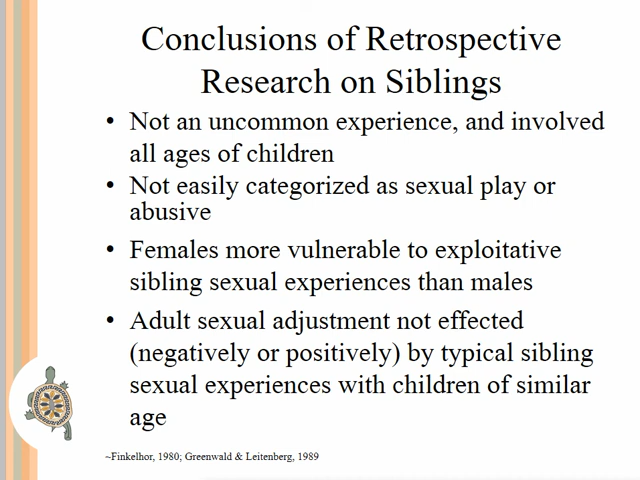 Conclusions of Retrospective
Research on Siblings
• Not an uncommon experience, and involved
all ages of children
• Not easily categorized as sexual play or
abusive
• Females more vulnerable to exploitative
sibling sexual experiences than males
• Adult sexual adjustment not effected
(negatively or positively) by typical sibling
sexual experiences with children of similar
age
~Finkelhor, 1980; Greenwald & Leitenberg, 1989